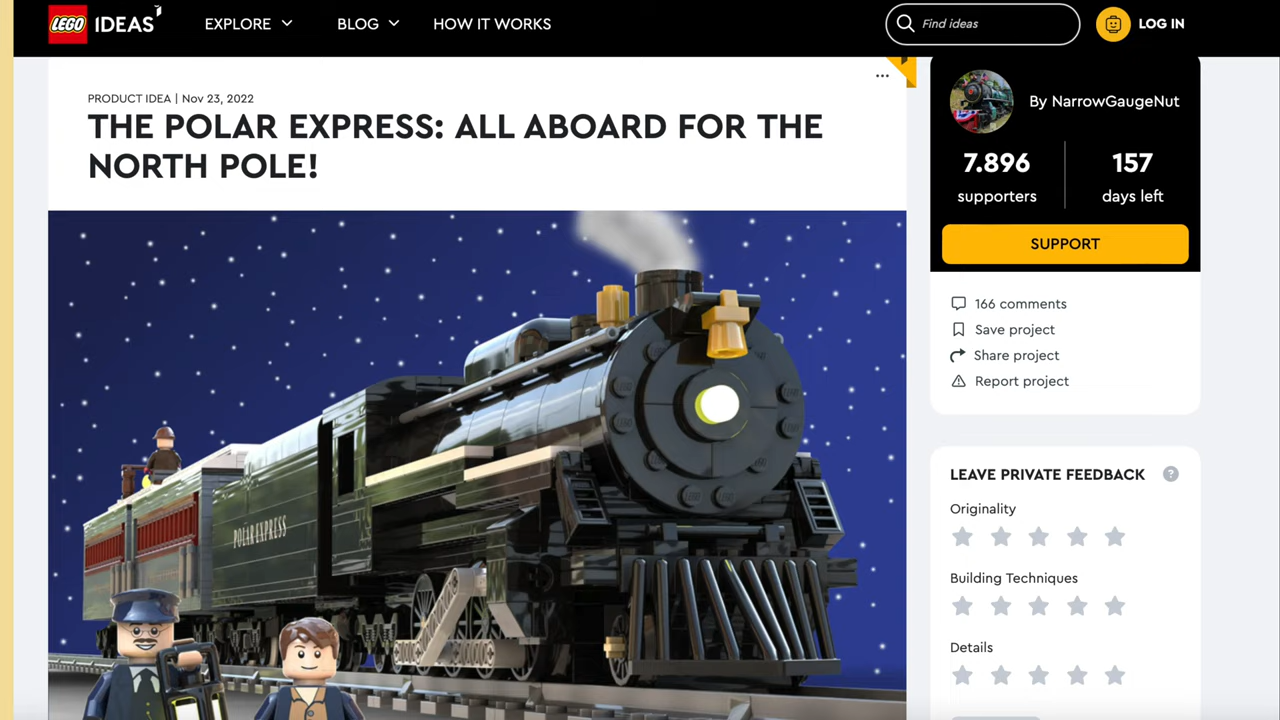 LEGO IDEAS
EXPLORE
BLOG
HOW IT WORKS
Find ideas
LOG IN
PRODUCT IDEA | Nov 23, 2022
THE POLAR EXPRESS: ALL ABOARD FOR THE
NORTH POLE!
By NarrowGaugeNut
7.896
supporters
157
days left
SUPPORT
166 comments
Save project
Share project
Report project
LEAVE PRIVATE FEEDBACK ?
Originality
Building Techniques
Details
POLAR EXPRESS